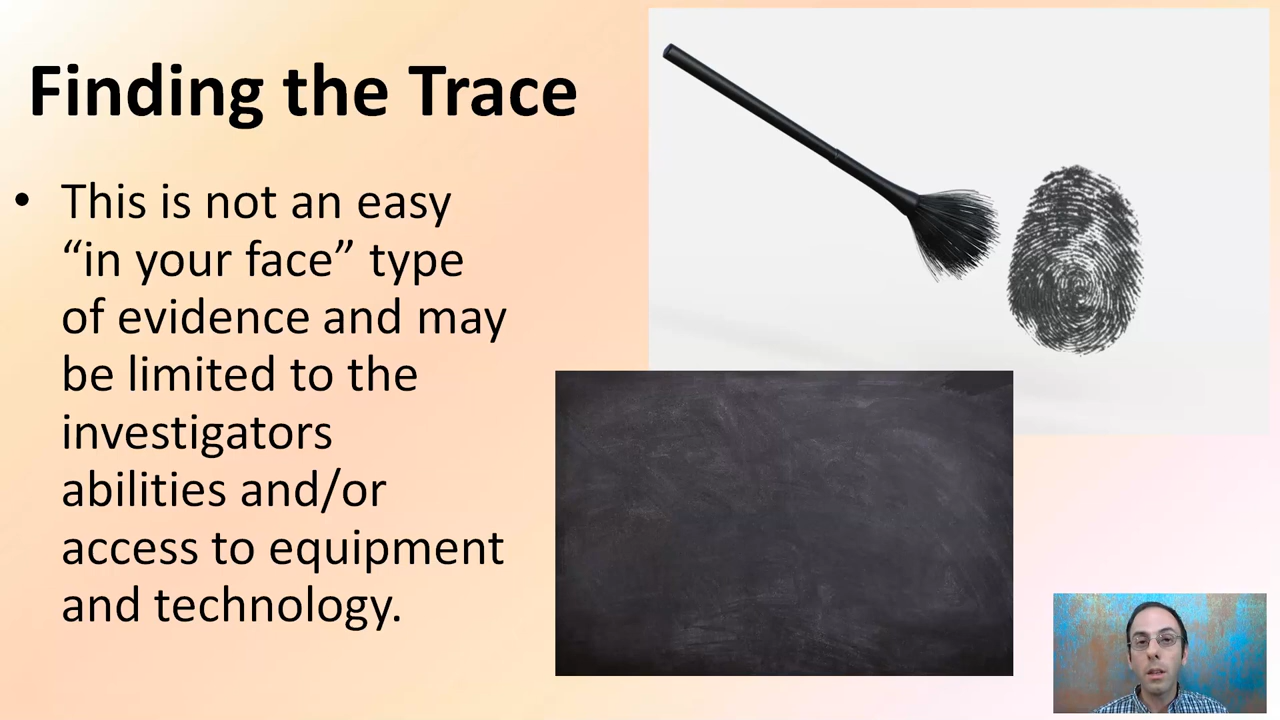 Finding the Trace
• This is not an easy
“in your face” type
of evidence and may
be limited to the
investigators
abilities and/or
access to equipment
and technology.